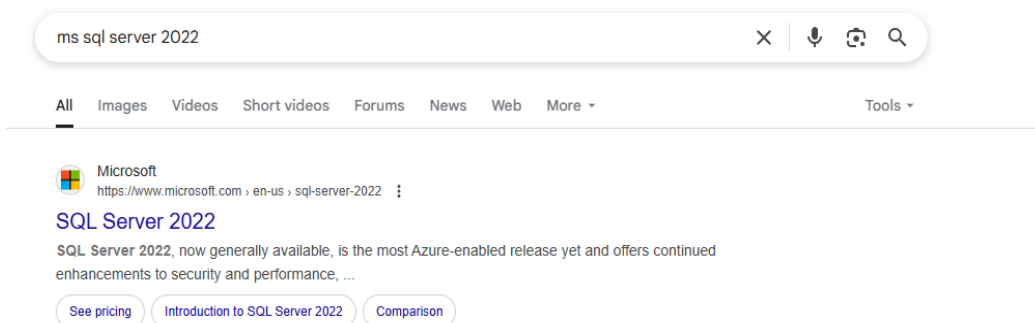 ms sql server 2022
All Images Videos Short videos Forums News Web More Tools
Microsoft
https://www.microsoft.com › en-us › sql-server-2022
SQL Server 2022
SQL Server 2022, now generally available, is the most Azure-enabled release yet and offers continued
enhancements to security and performance, ...
See pricing Introduction to SQL Server 2022 Comparison